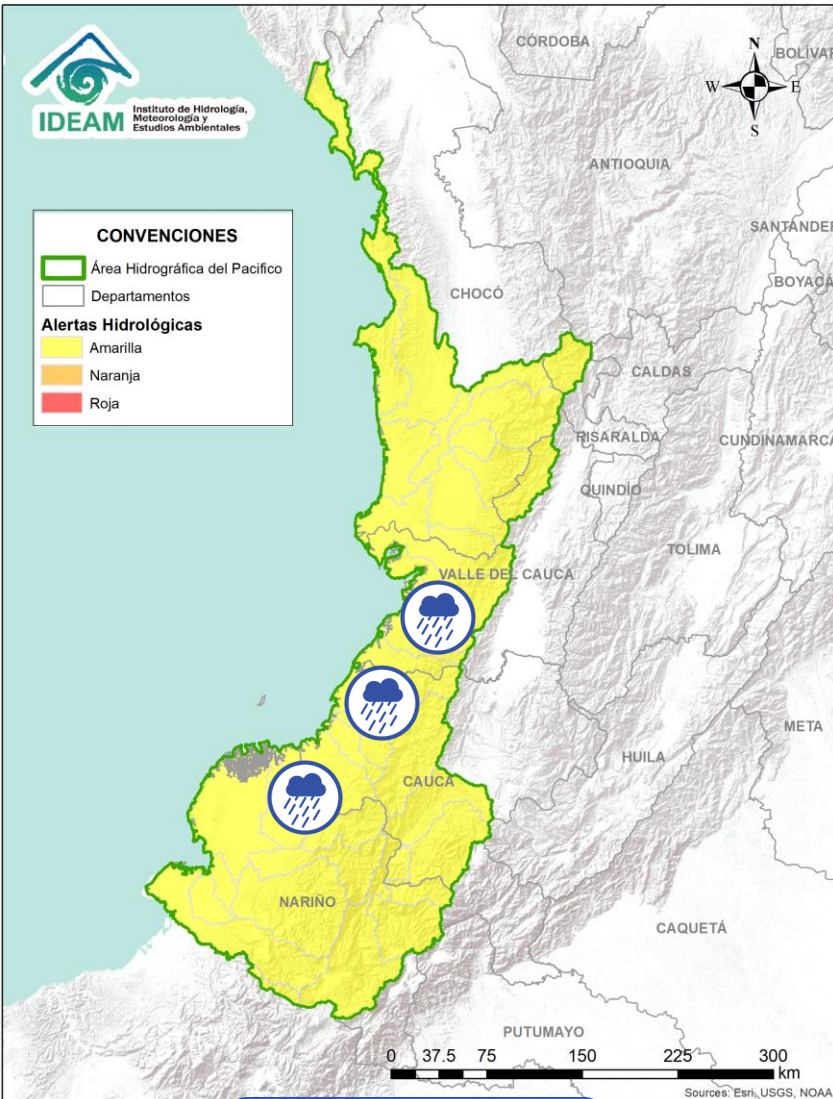 IDEAM
Instituto de Hidrología,
Meteorología y
Estudios Ambientales
N
W E
S
CONVENCIONES
Área Hidrográfica del Pacifico
Departamentos
Alertas Hidrológicas
Amarilla
Naranja
Roja
CÓRDOBA
BOLÍVAR
ANTIOQUIA
SANTANDER
BOYACÁ
CHOCÓ
CALDAS
RISARALDA
CUNDINAMARCA
QUINDÍO
TOLIMA
VALLE DEL CAUCA
META
HUILA
CAUCA
NARIÑO
CAQUETÁ
PUTUMAYO
0 37.5 75 150 225 300
km
Sources: Esri, USGS, NOAA